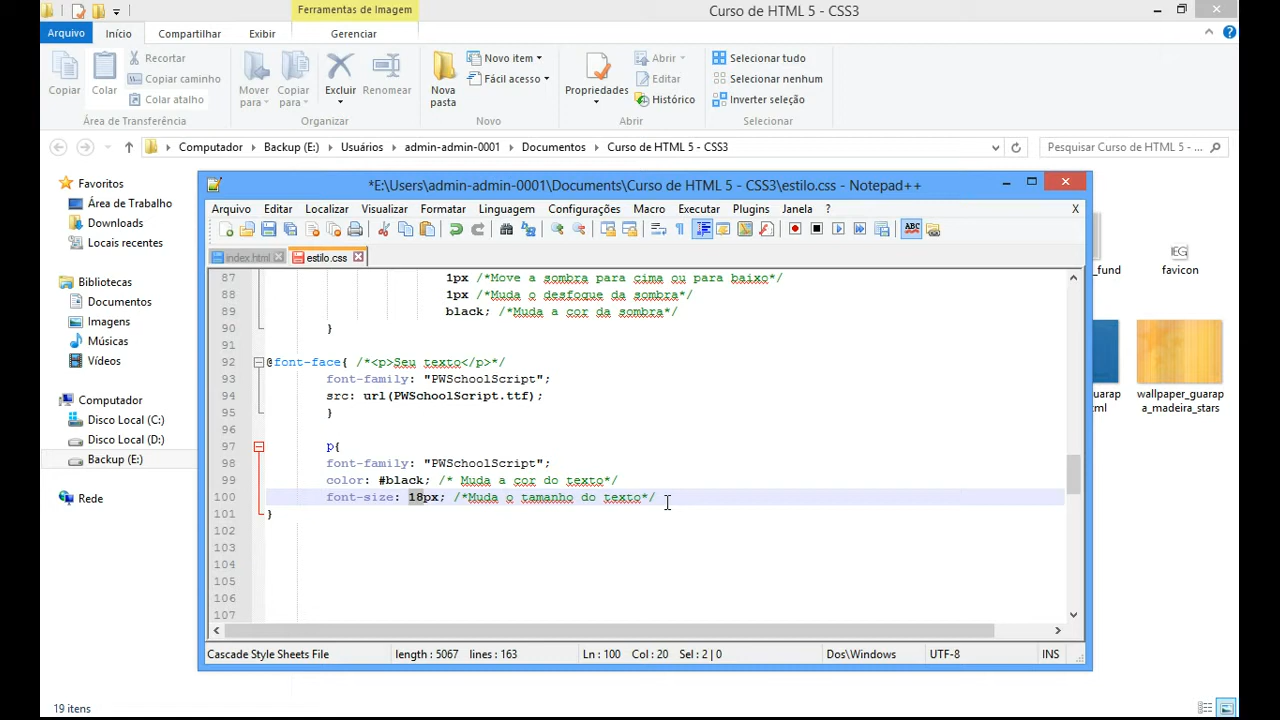 Ferramentas de Imagem
Curso de HTML 5 - CSS3
Arquivo
Início
Compartilhar
Exibir
Gerenciar
Copiar
Colar
Recortar
Copiar caminho
Colar atalho
Área de Transferência
Mover para
Copiar para
Excluir
Renomear
Organizar
Nova pasta
Novo item
Fácil acesso
Novo
Propriedades
Abrir
Editar
Histórico
Abrir
Selecionar tudo
Selecionar nenhum
Inverter seleção
Selecionar
Computador
Backup (E:)
Usuários
admin-admin-0001
Documentos
Curso de HTML 5 - CSS3
Pesquisar Curso de HTML 5 - ...
Favoritos
Área de Trabalho
Downloads
Locais recentes
Bibliotecas
Documentos
Imagens
Músicas
Vídeos
Computador
Disco Local (C:)
Disco Local (D:)
Backup (E:)
Rede
*E:\Users\admin-admin-0001\Documents\Curso de HTML 5 - CSS3\estilo.css - Notepad++
Arquivo Editar Localizar Visualizar Formatar Linguagem Configurações Macro Executar Plugins Janela ? X
ABC
index.html
estilo.css
87 1px /*Move a sombra para cima ou para baixo*/
88 1px /*Muda o desfoque da sombra*/
89 black; /*Muda a cor da sombra*/
90 }
91
92 @font-face{ /*<p>Seu texto</p>*/
93 font-family: "PWSchoolScript";
94 src: url(PWSchoolScript.ttf);
95 }
96
97 p{
98 font-family: "PWSchoolScript";
99 color: #black; /* Muda a cor do texto*/
100 font-size: 18px; /*Muda o tamanho do texto*/
101 }
102
103
104
105
106
107
Cascade Style Sheets File
length : 5067 lines : 163
Ln : 100 Col : 20 Sel : 2 | 0
Dos\Windows
UTF-8
INS
_fund
favicon
guarap
ml
wallpaper_guarap
a_madeira_stars
19 itens